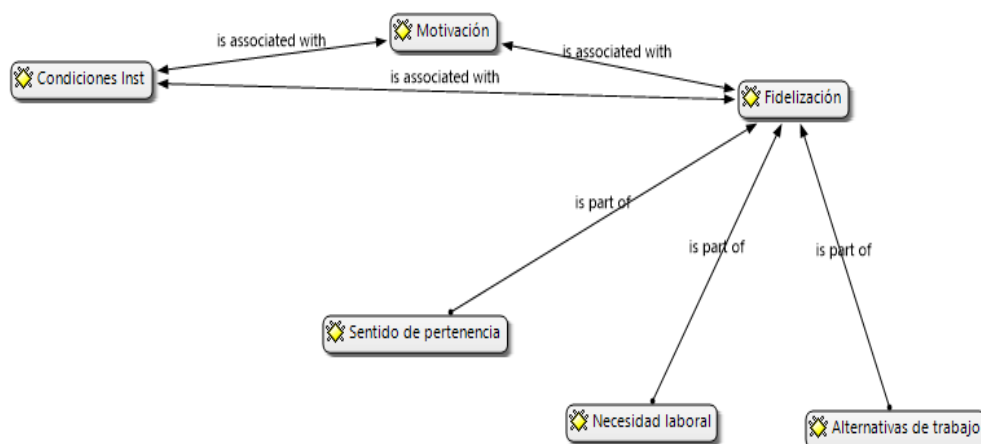 Motivación
is associated with
is associated with
Condiciones Inst
is associated with
Fidelización
is part of
is part of
is part of
Sentido de pertenencia
Necesidad laboral
Alternativas de trabajo